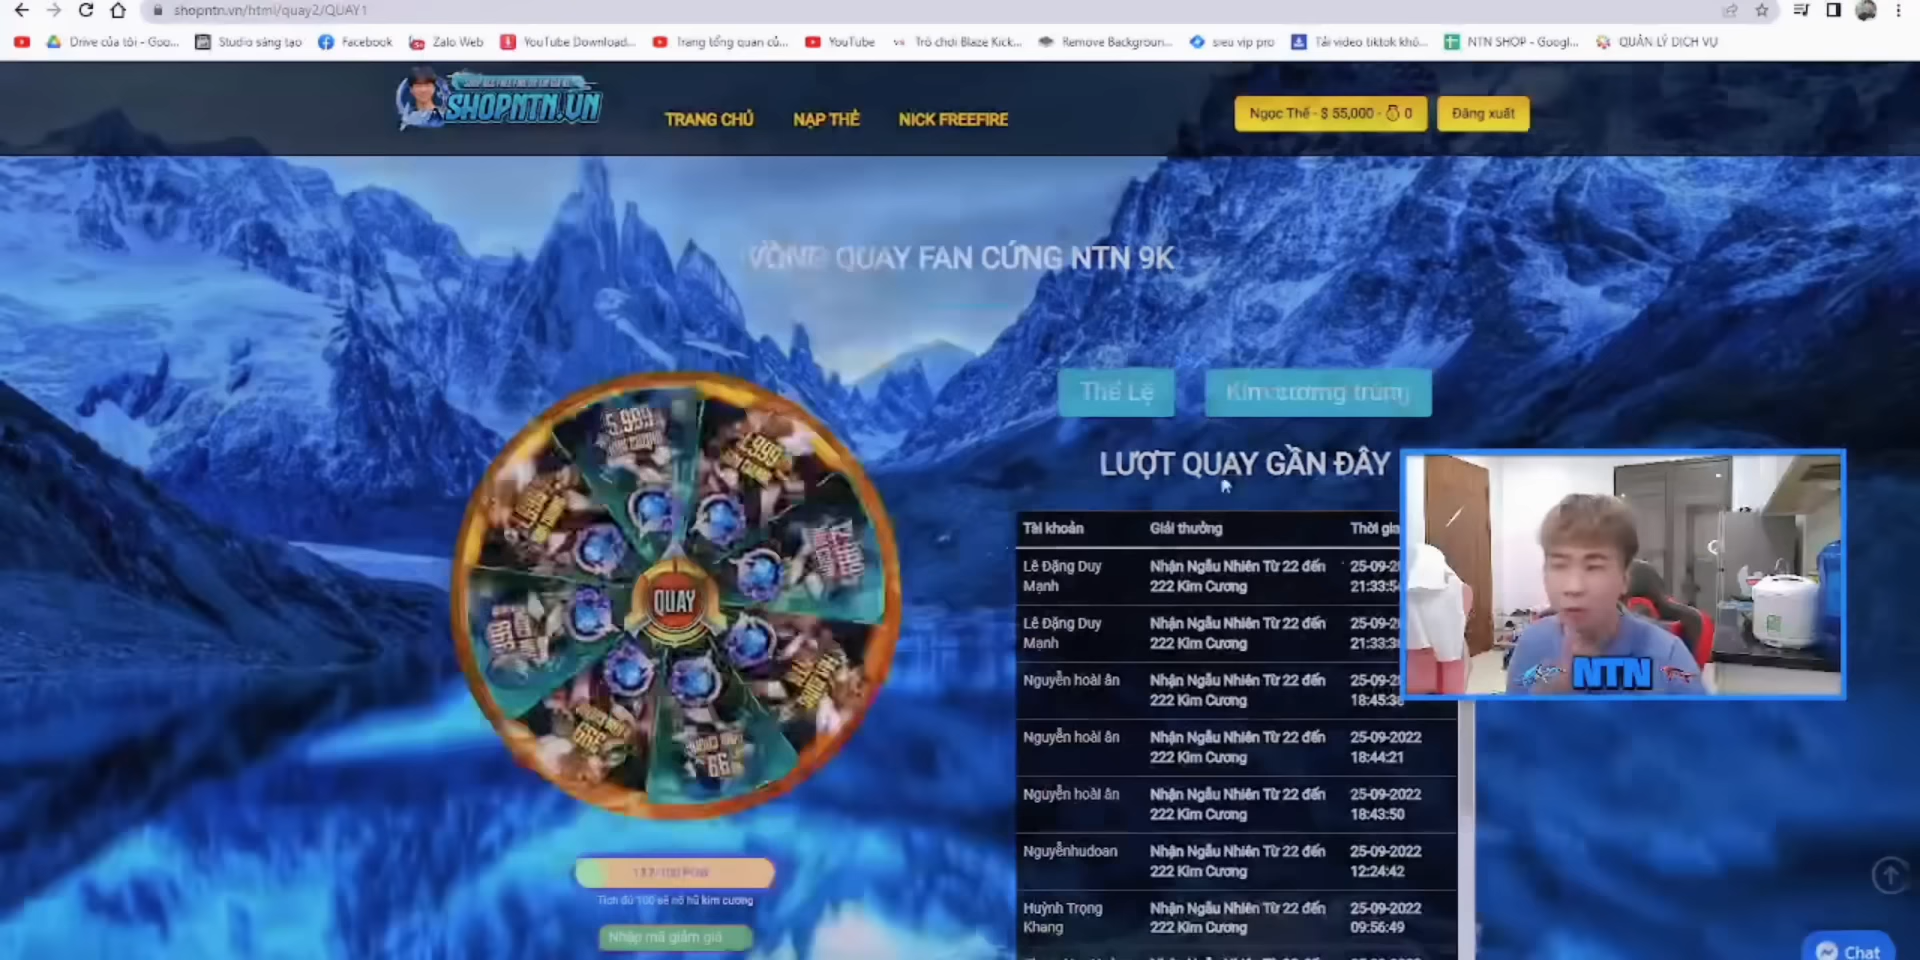 shopntn.vn/html/quay2/QUAY1
Drive của tôi - Goo...
Studio sáng tạo
Facebook
Zalo Web
YouTube Download...
Trang tổng quan củ...
YouTube
Trò chơi Blaze Kick...
Remove Backgroun...
sieu vip pro
Tải video tiktok khô...
NTN SHOP - Googl...
QUẢN LÝ DỊCH VỤ
SHOPNTN.VN
TRANG CHỦ
NẠP THẺ
NICK FREEFIRE
Ngọc Thế - $ 55,000 - 0
Đăng xuất
VÒNG QUAY FAN CỨNG NTN 9K
Thể Lệ
Kim cương trúng
LƯỢT QUAY GẦN ĐÂY
5.999
QUAY
Tài khoản
Giải thưởng
Thời gia
Lê Đặng Duy
Mạnh
Nhận Ngẫu Nhiên Từ 22 đến
222 Kim Cương
25-09-2
21:33:5
Lê Đặng Duy
Mạnh
Nhận Ngẫu Nhiên Từ 22 đến
222 Kim Cương
25-09-2
21:33:3
Nguyễn hoài ân
Nhận Ngẫu Nhiên Từ 22 đến
222 Kim Cương
25-09-2
18:45:3
Nguyễn hoài ân
Nhận Ngẫu Nhiên Từ 22 đến
222 Kim Cương
25-09-2022
18:44:21
Nguyễn hoài ân
Nhận Ngẫu Nhiên Từ 22 đến
222 Kim Cương
25-09-2022
18:43:50
Nguyễnhudoan
Nhận Ngẫu Nhiên Từ 22 đến
222 Kim Cương
25-09-2022
12:24:42
Huỳnh Trọng
Khang
Nhận Ngẫu Nhiên Từ 22 đến
222 Kim Cương
25-09-2022
09:56:49
NTN
Tích đủ 100 sẽ nổ hũ kim cương
Nhập mã giảm giá
Chat